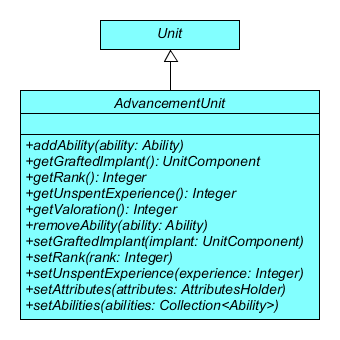 Unit
AdvancementUnit
+addAbility(ability: Ability)
+getGraftedImplant(): UnitComponent
+getRank(): Integer
+getUnspentExperience(): Integer
+getValoration(): Integer
+removeAbility(ability: Ability)
+setGraftedImplant(implant: UnitComponent)
+setRank(rank: Integer)
+setUnspentExperience(experience: Integer)
+setAttributes(attributes: AttributesHolder)
+setAbilities(abilities: Collection<Ability>)